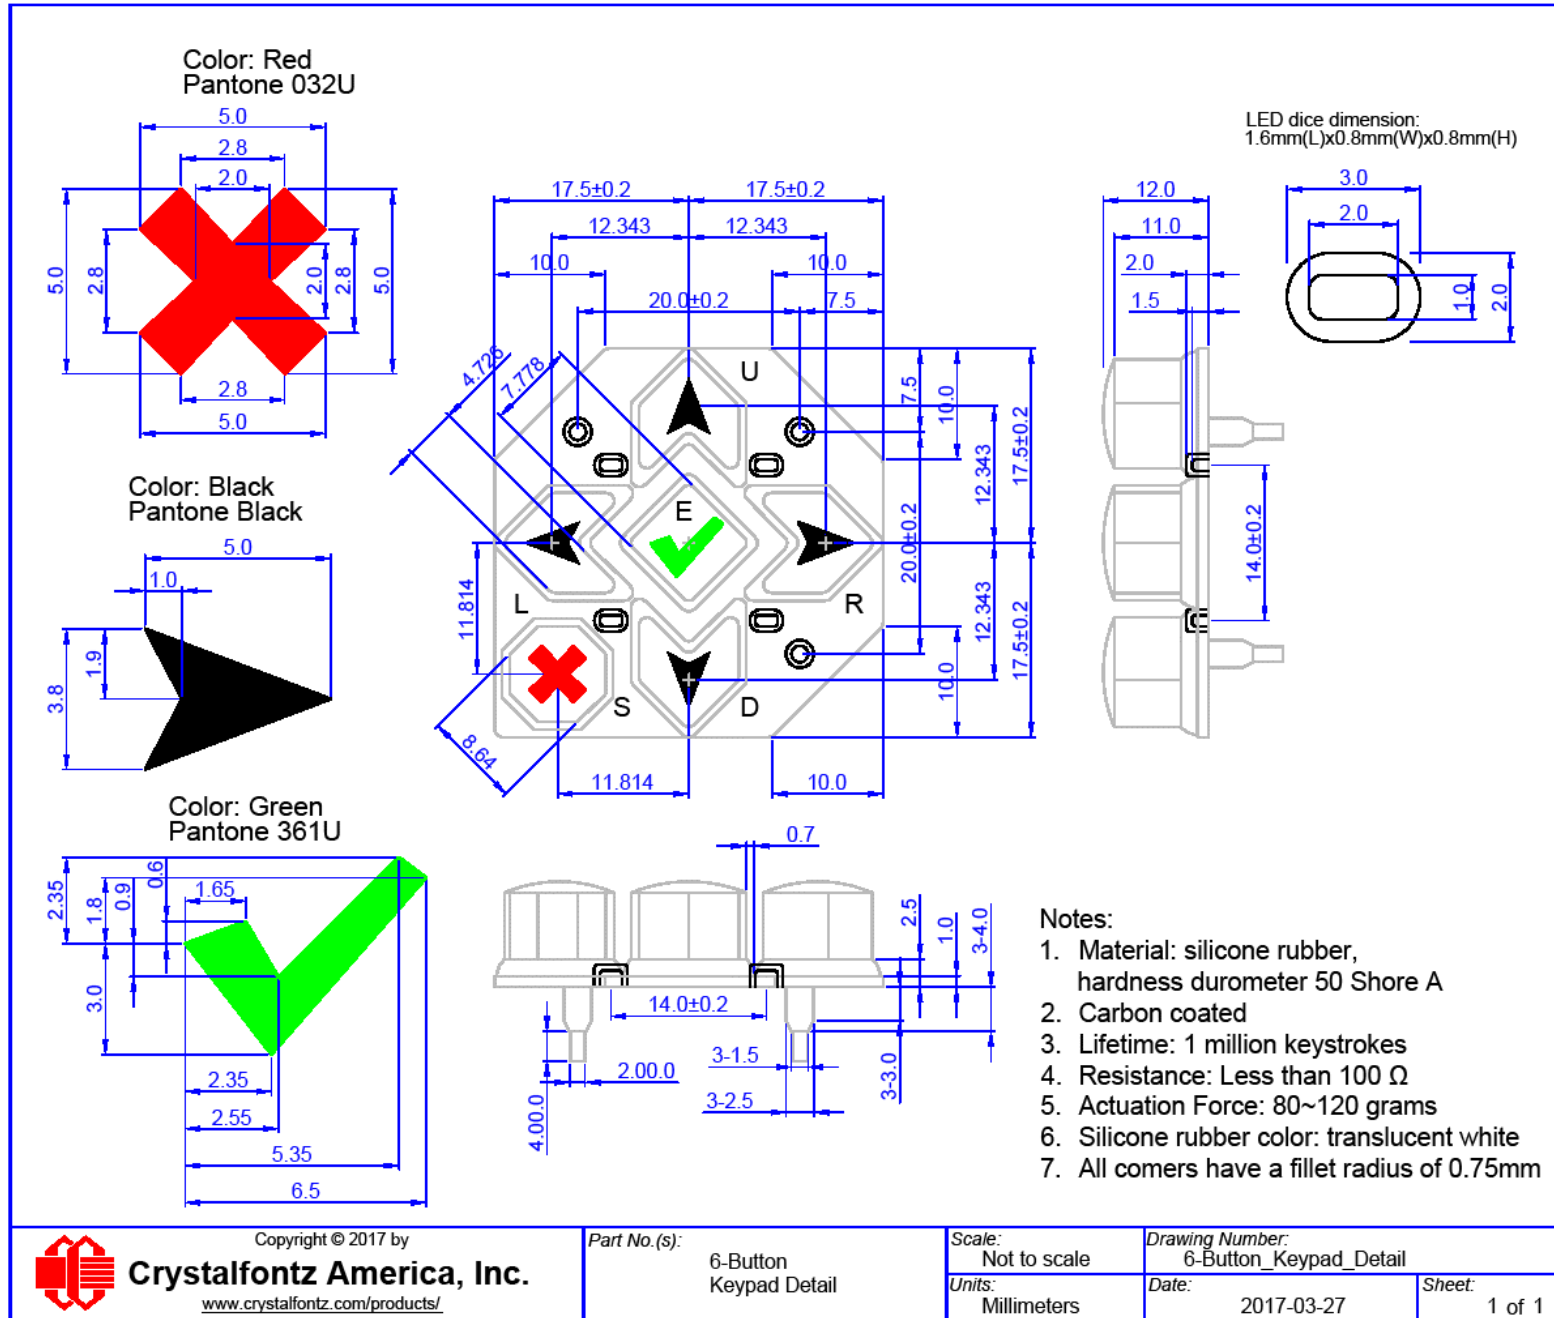 Color: Red
Pantone 032U
5.0
2.8
2.0
5.0
2.8
2.0
2.8
5.0
2.8
5.0
Color: Black
Pantone Black
5.0
1.0
1.9
3.8
Color: Green
Pantone 361U
2.35
1.8
0.9
0.6
1.65
3.0
2.35
2.55
5.35
6.5
17.5±0.2
17.5±0.2
12.343
12.343
10.0
10.0
20.0±0.2
7.5
4.726
7.778
U
E
L
R
S
D
7.5
10.0
12.343
17.5±0.2
20.0±0.2
12.343
17.5±0.2
10.0
11.814
8.64
11.814
10.0
12.0
11.0
2.0
1.5
14.0±0.2
LED dice dimension:
1.6mm(L)x0.8mm(W)x0.8mm(H)
3.0
2.0
1.0
2.0
0.7
2.5
1.0
3-4.0
14.0±0.2
2.00.0
4.00.0
3-1.5
3-2.5
3-3.0
Notes:
1. Material: silicone rubber,
hardness durometer 50 Shore A
2. Carbon coated
3. Lifetime: 1 million keystrokes
4. Resistance: Less than 100 Ω
5. Actuation Force: 80~120 grams
6. Silicone rubber color: translucent white
7. All corners have a fillet radius of 0.75mm
Copyright © 2017 by
Crystalfontz America, Inc.
www.crystalfontz.com/products/
Part No.(s):
6-Button
Keypad Detail
Scale:
Not to scale
Drawing Number:
6-Button_Keypad_Detail
Units:
Millimeters
Date:
2017-03-27
Sheet:
1 of 1